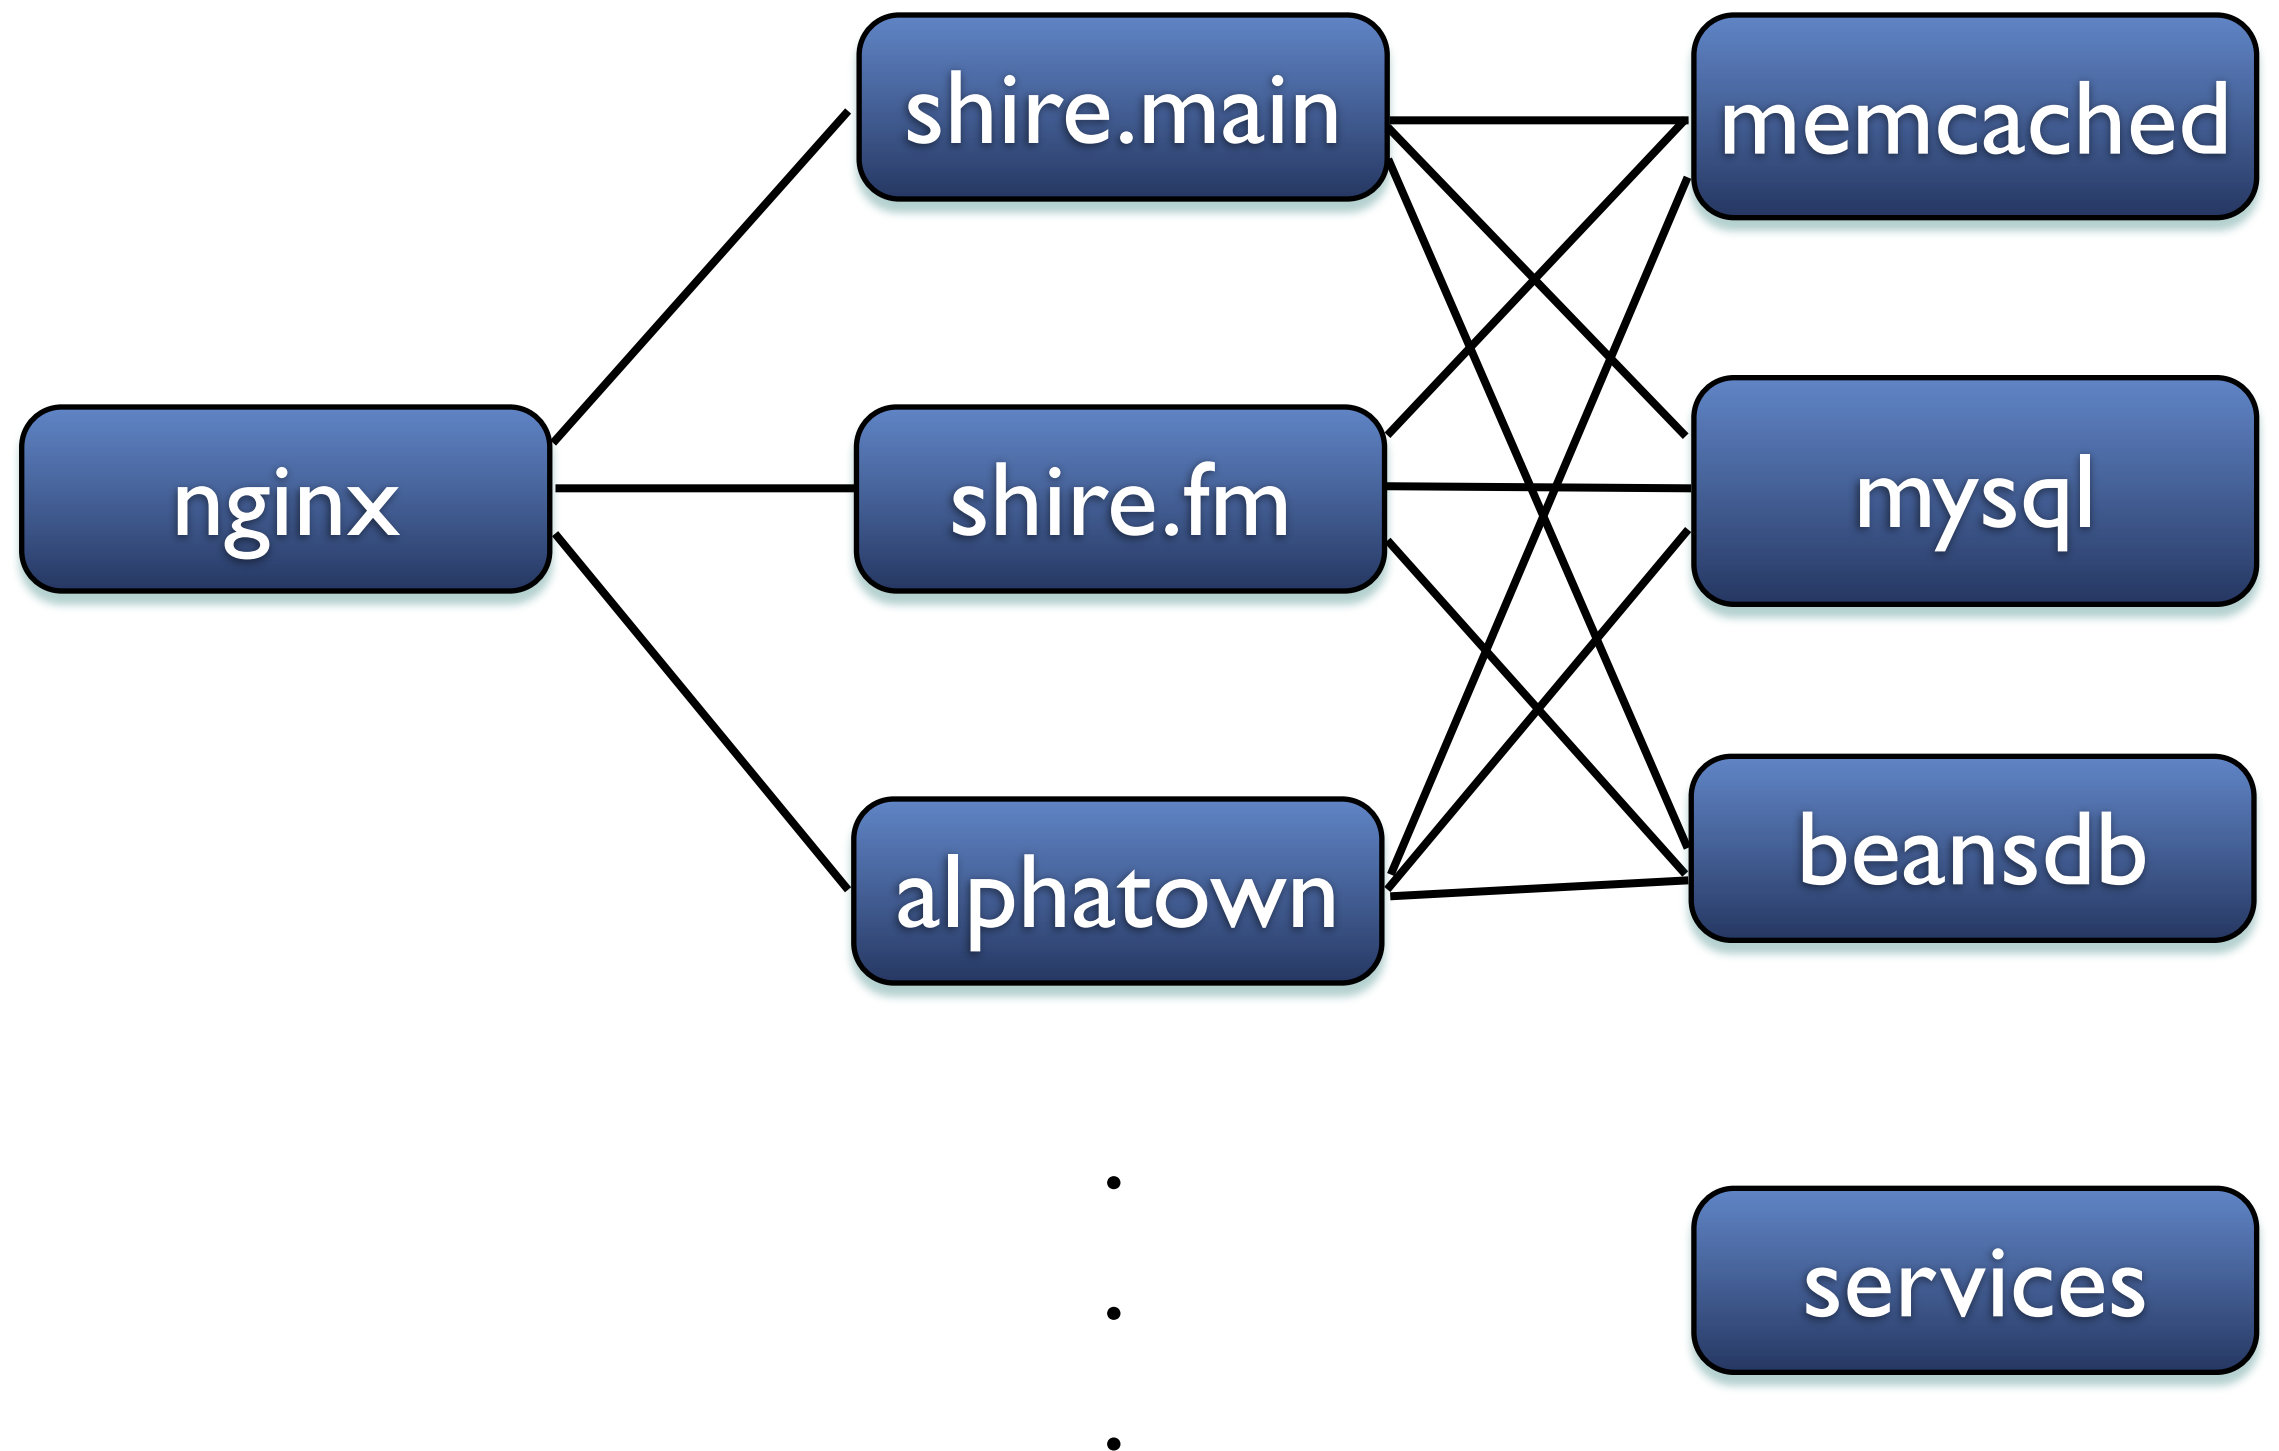 shire.main
memcached
nginx
shire.fm
mysql
alphatown
beansdb
services